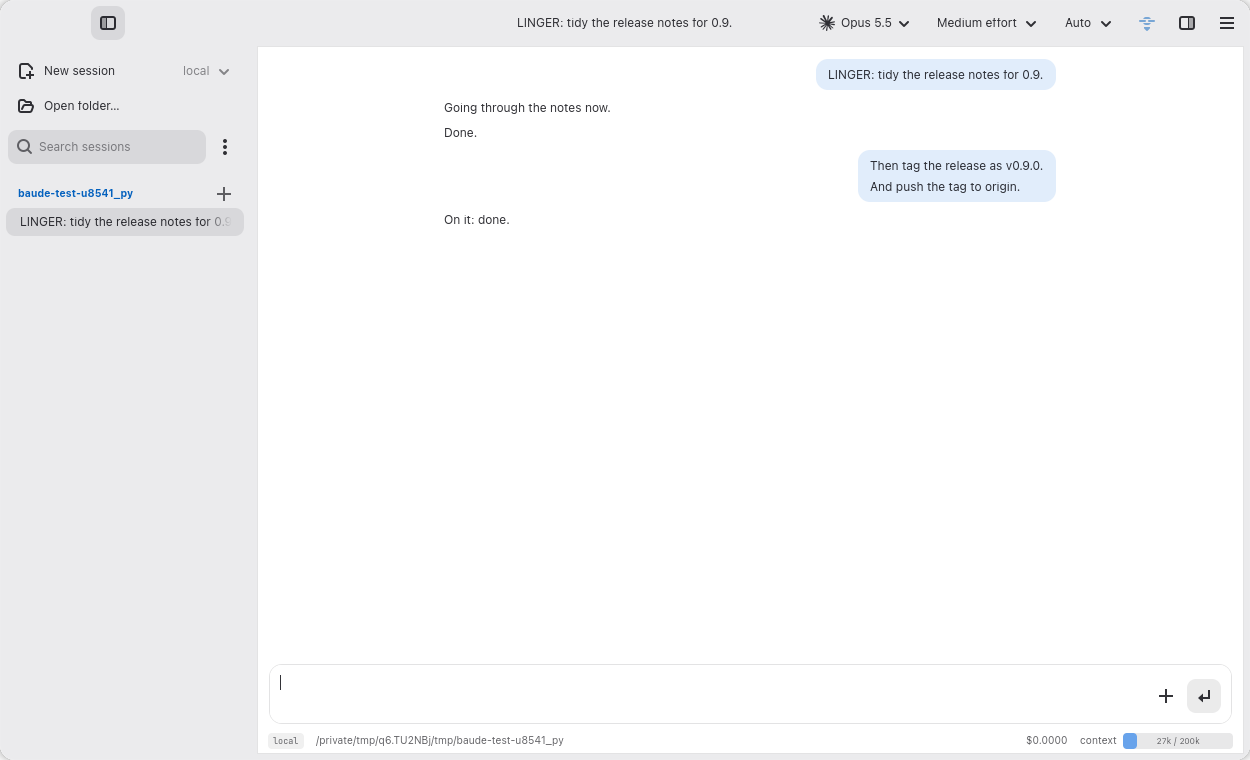 LINGER: tidy the release notes for 0.9.
Opus 5.5
Medium effort
Auto
New session
local
Open folder...
Search sessions
baude-test-u8541_py
LINGER: tidy the release notes for 0.9
LINGER: tidy the release notes for 0.9.
Going through the notes now.
Done.
Then tag the release as v0.9.0.
And push the tag to origin.
On it: done.
local
/private/tmp/q6.TU2NBj/tmp/baude-test-u8541_py
$0.0000
context
27k / 200k